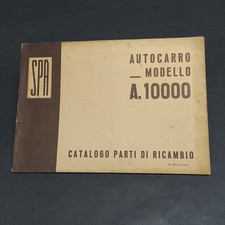 SPA
AUTOCARRO
_ MODELLO
A.10000
CATALOGO PARTI DI RICAMBIO